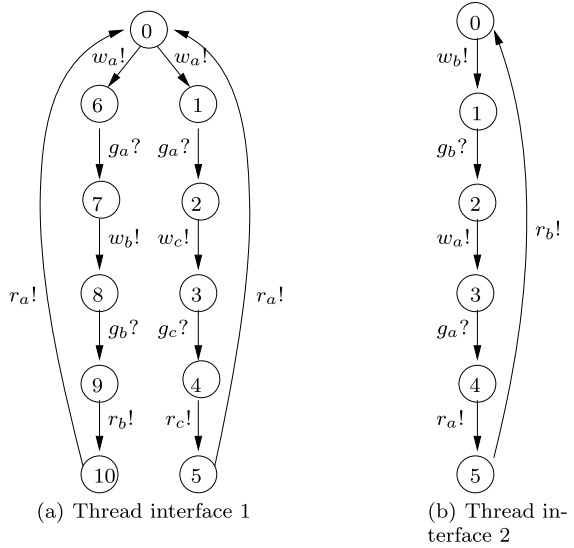 0
0
w_a! w_a!
w_b!
6 1
1
g_a? g_a?
g_b?
7 2
2
w_b! w_c!
w_a!
r_b!
8 3
3
r_a! r_a!
g_b? g_c?
g_a?
9 4
4
r_b! r_c!
r_a!
10 5
5
(a) Thread interface 1
(b) Thread in-
terface 2